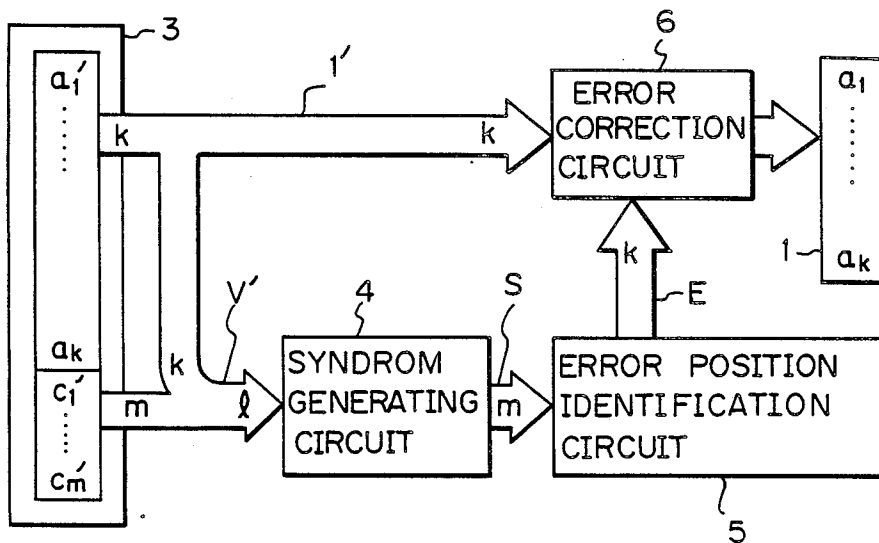 3
a1′
k
ak
c1′
m
cm′
1′
k
k
V′
l
6
ERROR
CORRECTION
CIRCUIT
a1
ak
1
k
E
4
SYNDROM
GENERATING
CIRCUIT
S
m
ERROR POSITION
IDENTIFICATION
CIRCUIT
5